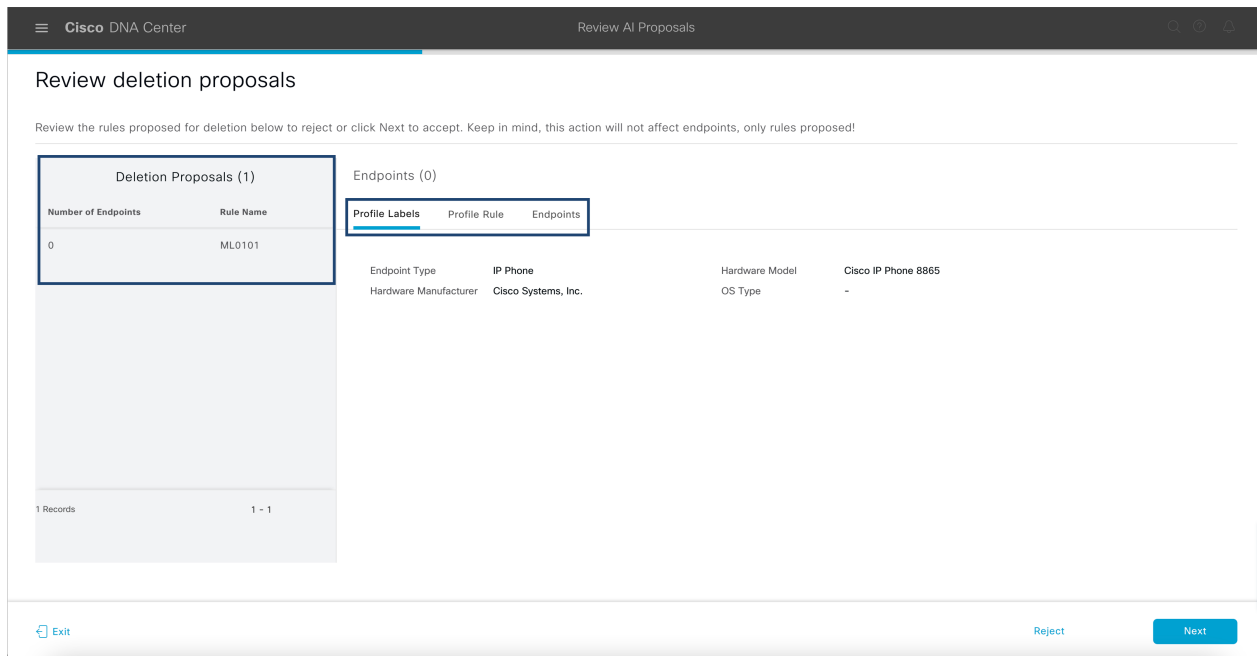 Cisco DNA Center
Review AI Proposals
Review deletion proposals
Review the rules proposed for deletion below to reject or click Next to accept. Keep in mind, this action will not affect endpoints, only rules proposed!
Deletion Proposals (1)
Number of Endpoints Rule Name
0 ML0101
1 Records 1 - 1
Endpoints (0)
Profile Labels Profile Rule Endpoints
Endpoint Type IP Phone Hardware Model Cisco IP Phone 8865
Hardware Manufacturer Cisco Systems, Inc. OS Type -
Exit Reject Next